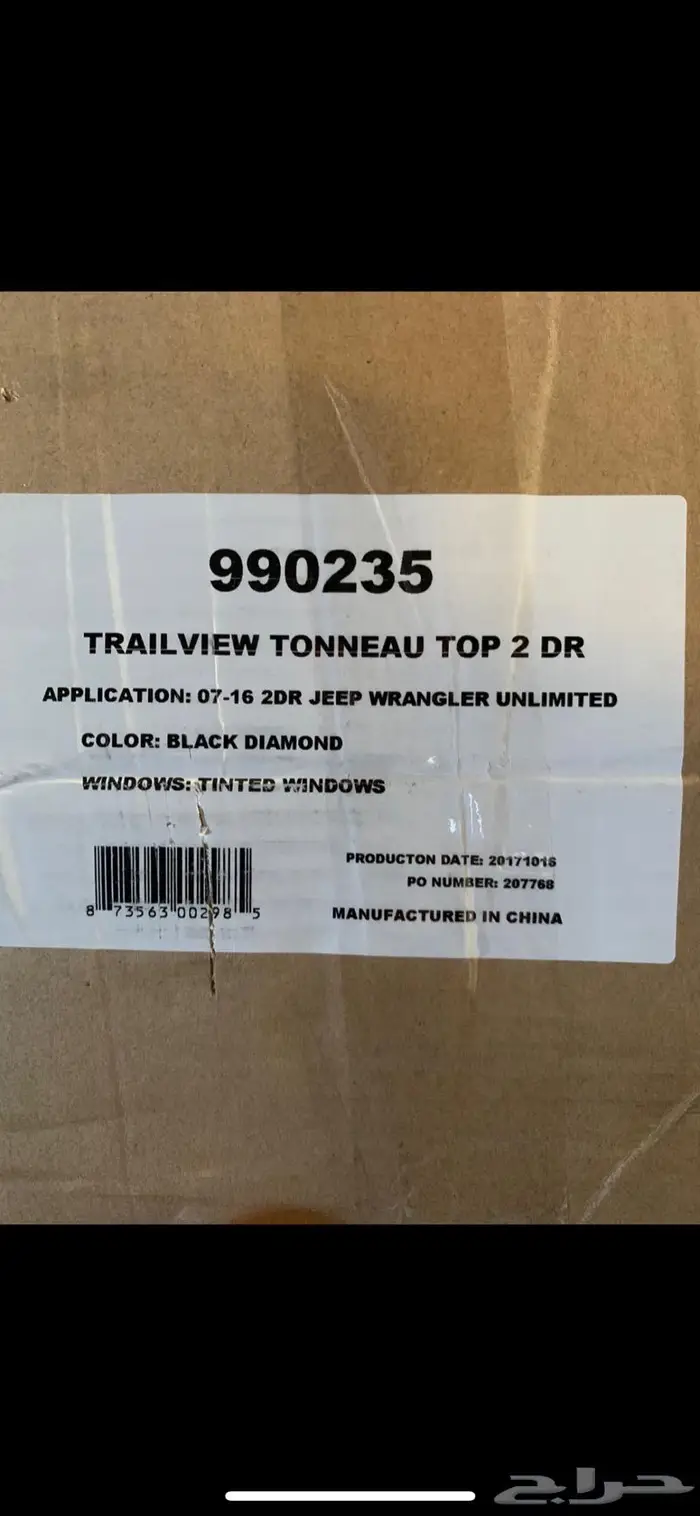 990235
TRAILVIEW TONNEAU TOP 2 DR
APPLICATION: 07-16 2DR JEEP WRANGLER UNLIMITED
COLOR: BLACK DIAMOND
WINDOWS: TINTED WINDOWS
PRODUCTON DATE: 20171016
PO NUMBER: 207768
8 73563 00298 5
MANUFACTURED IN CHINA
حراج